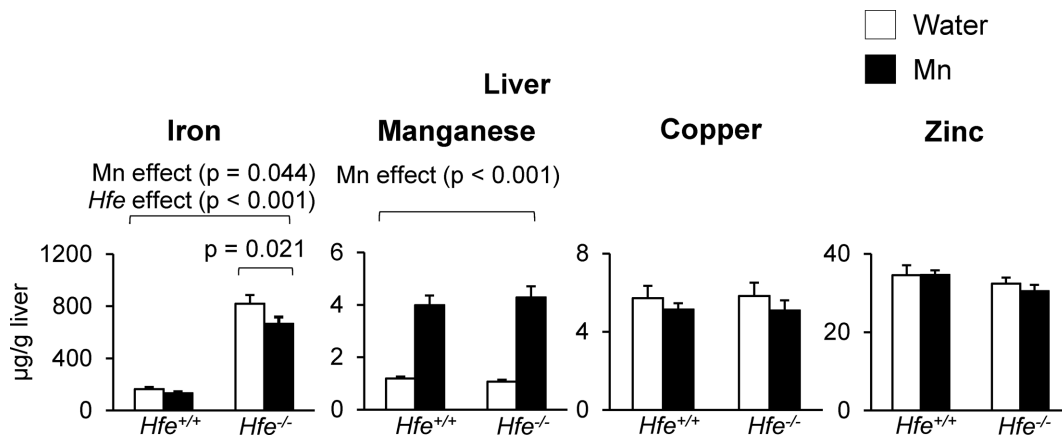 Water
Mn
Liver
Iron
Manganese
Copper
Zinc
Mn effect (p = 0.044)
Hfe effect (p < 0.001)
Mn effect (p < 0.001)
p = 0.021
µg/g liver
1200
800
400
0
Hfe+/+
Hfe-/-
6
4
2
0
Hfe+/+
Hfe-/-
8
4
0
Hfe+/+
Hfe-/-
40
20
0
Hfe+/+
Hfe-/-